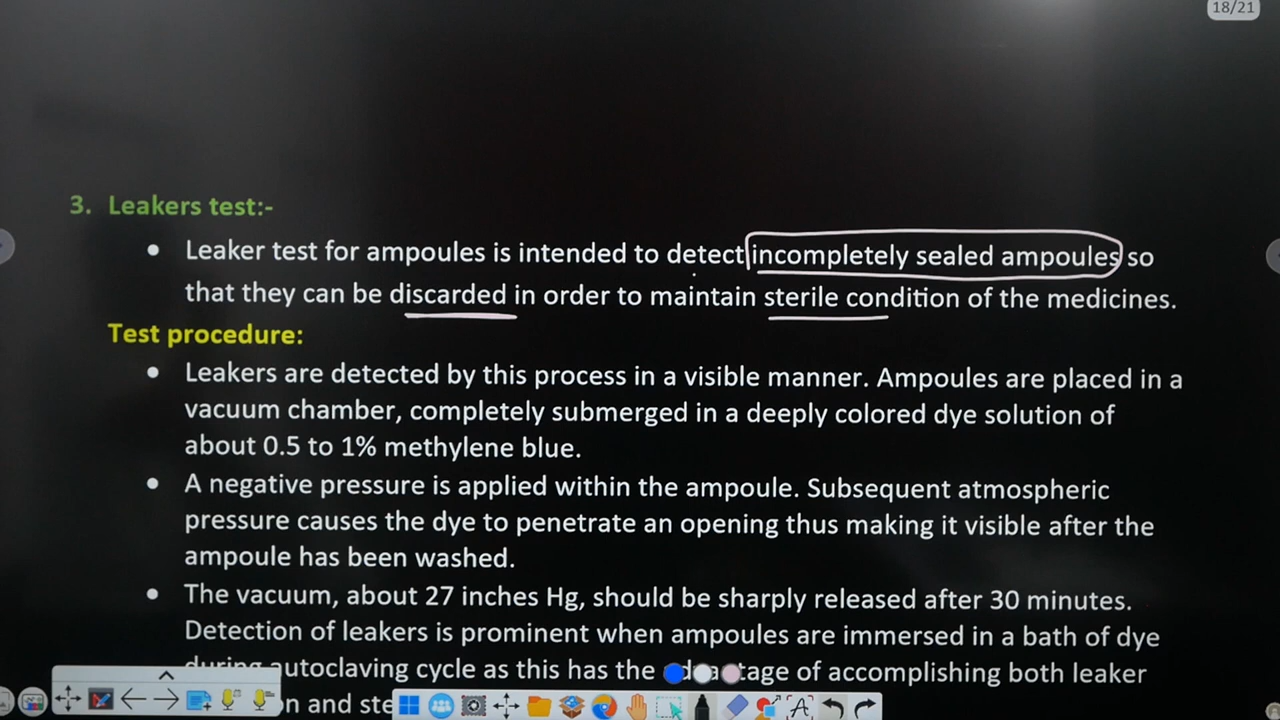 18/21
3. Leakers test:-
• Leaker test for ampoules is intended to detect incompletely sealed ampoules so
that they can be discarded in order to maintain sterile condition of the medicines.
Test procedure:
• Leakers are detected by this process in a visible manner. Ampoules are placed in a
vacuum chamber, completely submerged in a deeply colored dye solution of
about 0.5 to 1% methylene blue.
• A negative pressure is applied within the ampoule. Subsequent atmospheric
pressure causes the dye to penetrate an opening thus making it visible after the
ampoule has been washed.
• The vacuum, about 27 inches Hg, should be sharply released after 30 minutes.
Detection of leakers is prominent when ampoules are immersed in a bath of dye
during autoclaving cycle as this has the of accomplishing both leaker
and